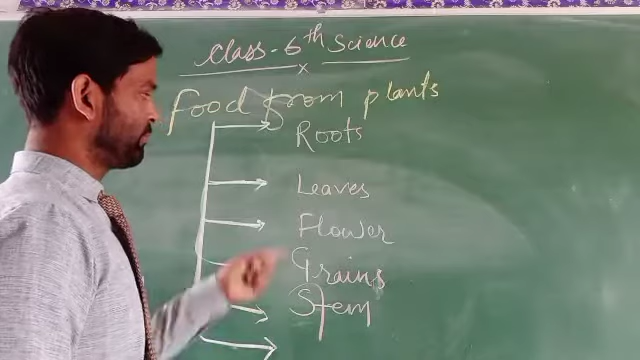 Class - 6th Science
Food from plants
Roots
Leaves
Flower
Grains
Stem